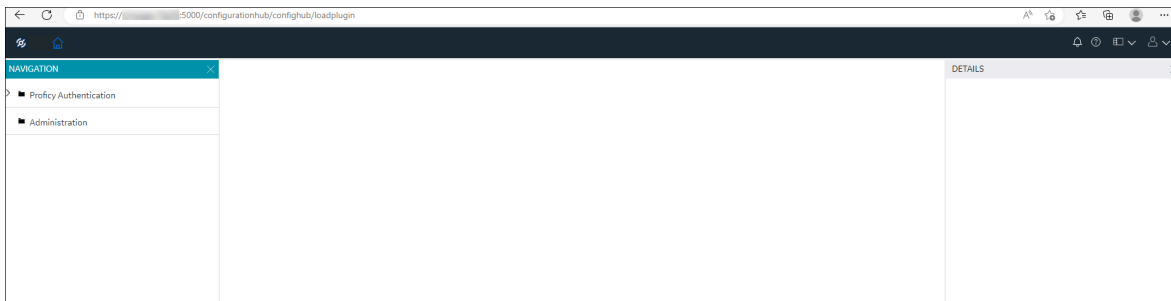 https:// :5000/configurationhub/confighub/loadplugin
NAVIGATION
DETAILS
Proficy Authentication
Administration